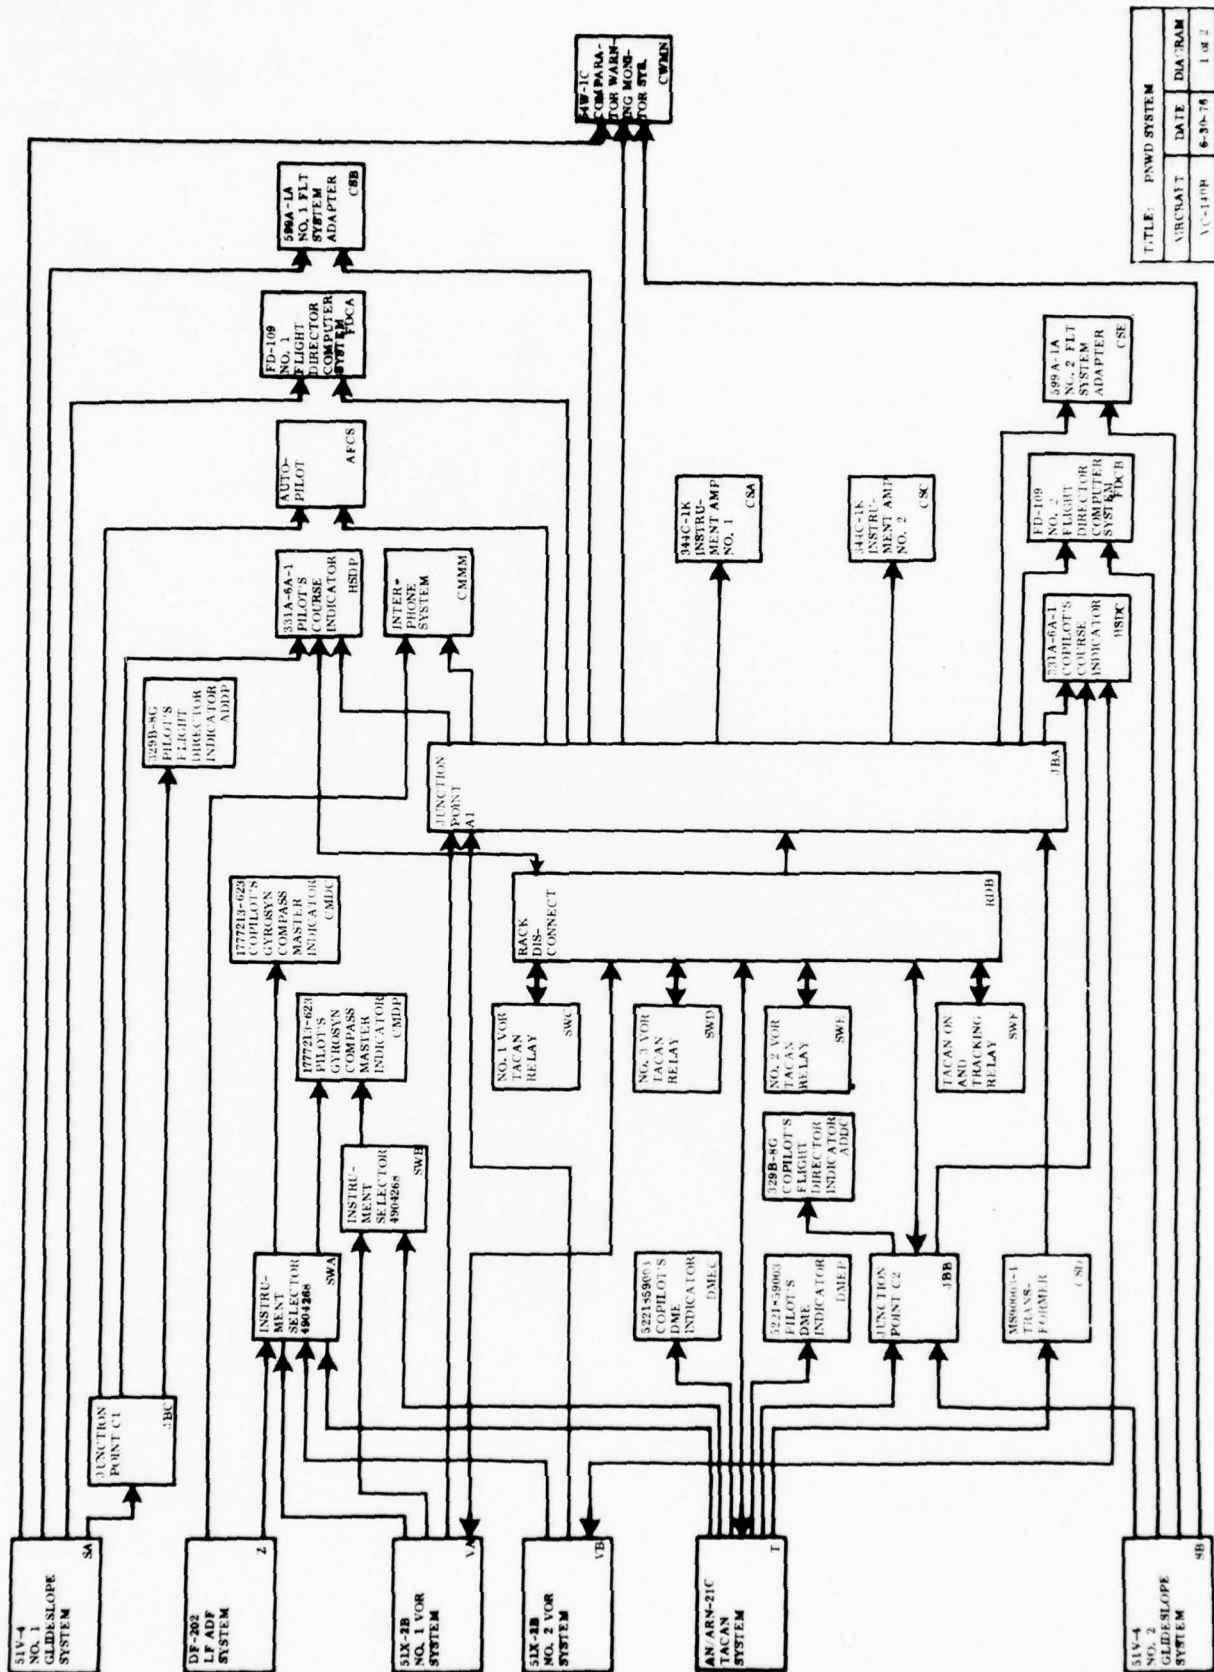 51V-4
NO. 1
GLIDESLOPE
SYSTEM
SA
DF-202
LF ADF
SYSTEM
Z
51X-2B
NO. 1 VOR
SYSTEM
VA
51X-2B
NO. 2 VOR
SYSTEM
VB
AN/ARN-21C
TACAN
SYSTEM
T
51V-4
NO. 2
GLIDESLOPE
SYSTEM
SB
JUNCTION
POINT C1
JBC
INSTRU-
MENT
SELECTOR
4904268
SWA
INSTRU-
MENT
SELECTOR
4904268
SWB
COPILOT'S
DME
INDICATOR
DMEC
PILOT'S
DME
INDICATOR
DMEP
JUNCTION
POINT C2
JBB
TRANS-
FORMER
CSD
329B-8G
COPILOT'S
FLIGHT
DIRECTOR
INDICATOR
ADDC
1777213-623
PILOT'S
GYROSYN
COMPASS
MASTER
INDICATOR
CMDP
1777213-623
COPILOT'S
GYROSYN
COMPASS
MASTER
INDICATOR
CMDC
NO. 1 VOR
TACAN
RELAY
SWC
NO. 3 VOR
TACAN
RELAY
SWD
NO. 2 VOR
TACAN
RELAY
SWE
TACAN ON
AND
TRACKING
RELAY
SWF
RACK
DIS-
CONNECT
RDB
JUNCTION
POINT
A1
JBA
329B-8G
PILOT'S
FLIGHT
DIRECTOR
INDICATOR
ADDP
331A-6A-1
PILOT'S
COURSE
INDICATOR
HSDP
INTER-
PHONE
SYSTEM
CMMM
AUTO-
PILOT
AFCS
FD-109
NO. 1
FLIGHT
DIRECTOR
COMPUTER
SYSTEM
FDCA
599A-1A
NO. 1 FLT
SYSTEM
ADAPTER
CSB
344C-1K
INSTRU-
MENT AMP
NO. 1
CSA
344C-1K
INSTRU-
MENT AMP
NO. 2
CSC
331A-6A-1
COPILOT'S
COURSE
INDICATOR
HSDC
FD-109
NO. 2
FLIGHT
DIRECTOR
COMPUTER
SYSTEM
FDCB
599A-1A
NO. 2 FLT
SYSTEM
ADAPTER
CSE
54W-1C
COMPARA-
TOR WARN-
ING MONI-
TOR SYS.
CWMN
TITLE: PNWD SYSTEM
AIRCRAFT DATE DIAGRAM
VC-140B 6-30-76 1 of 2